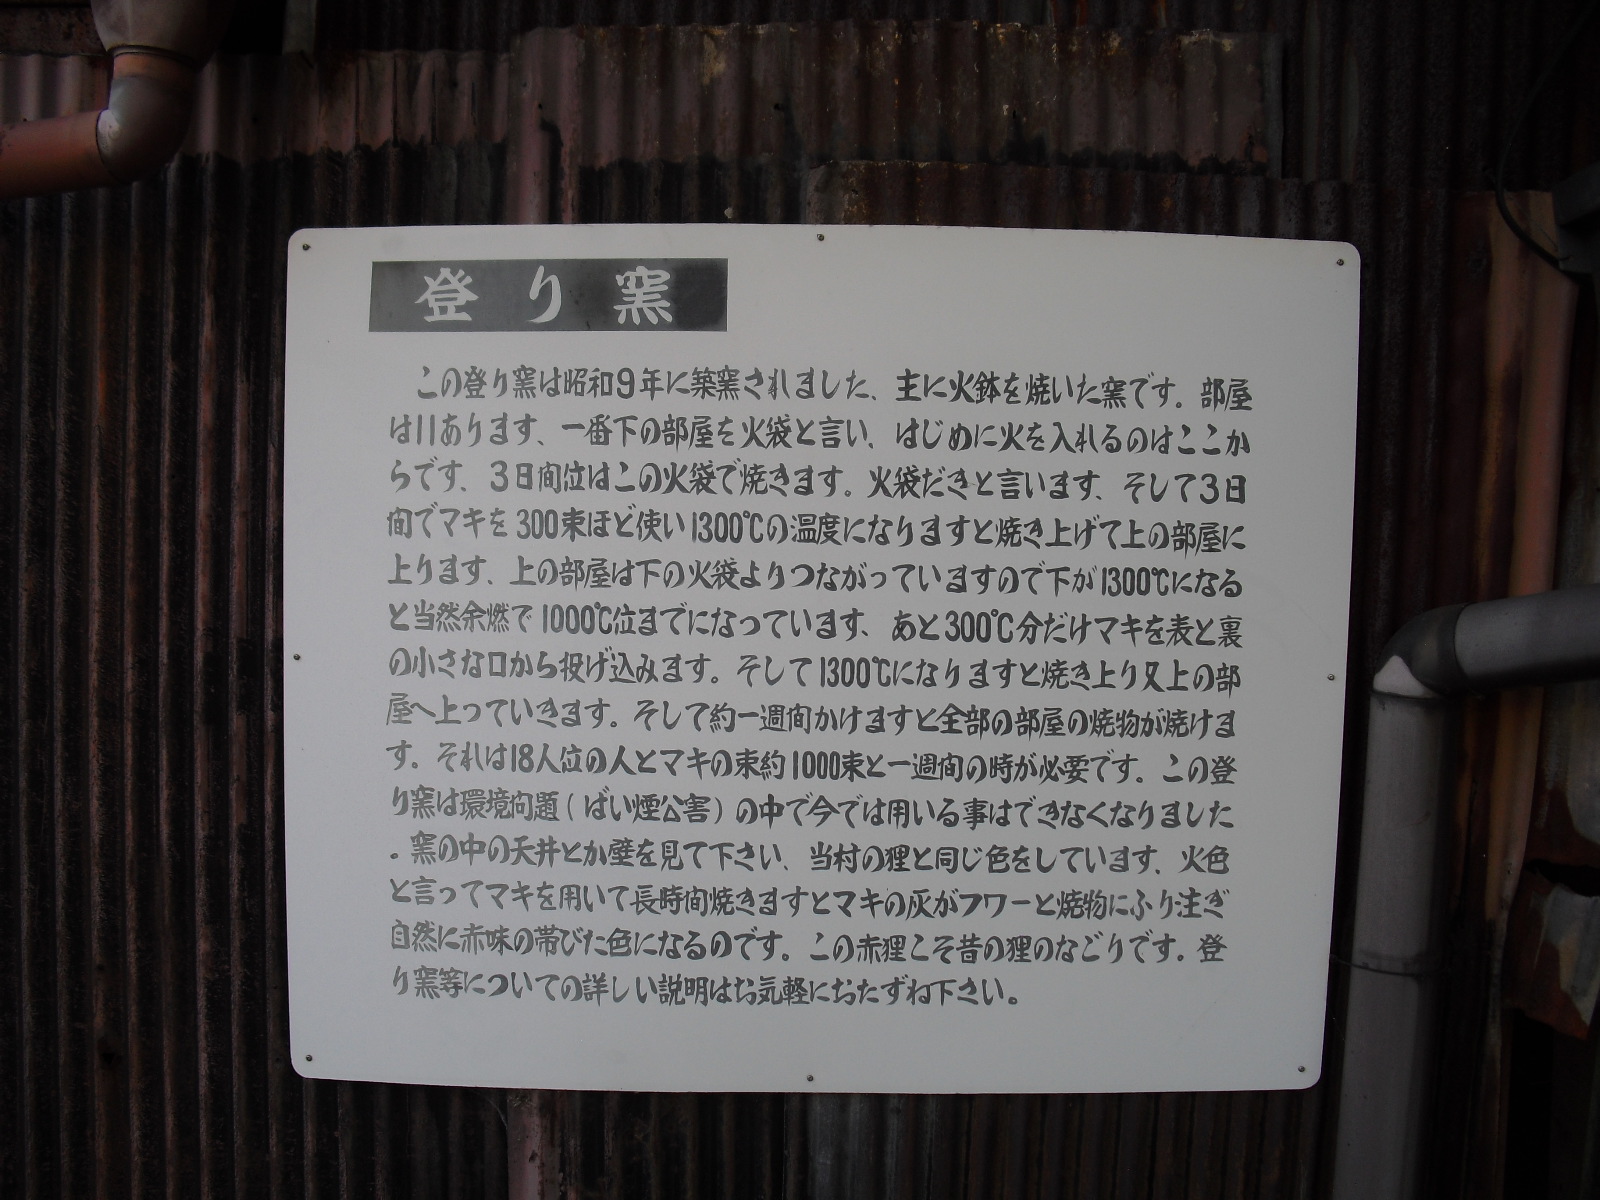 登り窯
この登り窯は昭和9年に築窯されました、主に火鉢を焼いた窯です。部屋
は11あります、一番下の部屋を火袋と言い、はじめに火を入れるのはここか
らです、3日間位はこの火袋で焼きます。火袋だきと言います、そして3日
間でマキを300束ほど使い1300℃の温度になりますと焼き上げて上の部屋に
上ります、上の部屋は下の火袋よりつながっていますので下が1300℃になる
と当然余燃で1000℃位までになっています、あと300℃分だけマキを表と裏
の小さな口から投げ込みます。そして1300℃になりますと焼き上り又上の部
屋へ上っていきます。そして約一週間かけますと全部の部屋の焼物が焼けま
す。それは18人位の人とマキの束約1000束と一週間の時が必要です。この登
り窯は環境問題(ばい煙公害)の中で今では用いる事はできなくなりました
。窯の中の天井とか壁を見て下さい、当村の狸と同じ色をしています、火色
と言ってマキを用いて長時間焼きますとマキの灰がフワーと焼物にふり注ぎ
自然に赤味の帯びた色になるのです。この赤狸こそ昔の狸のなごりです。登
り窯等についての詳しい説明はお気軽におたずね下さい。